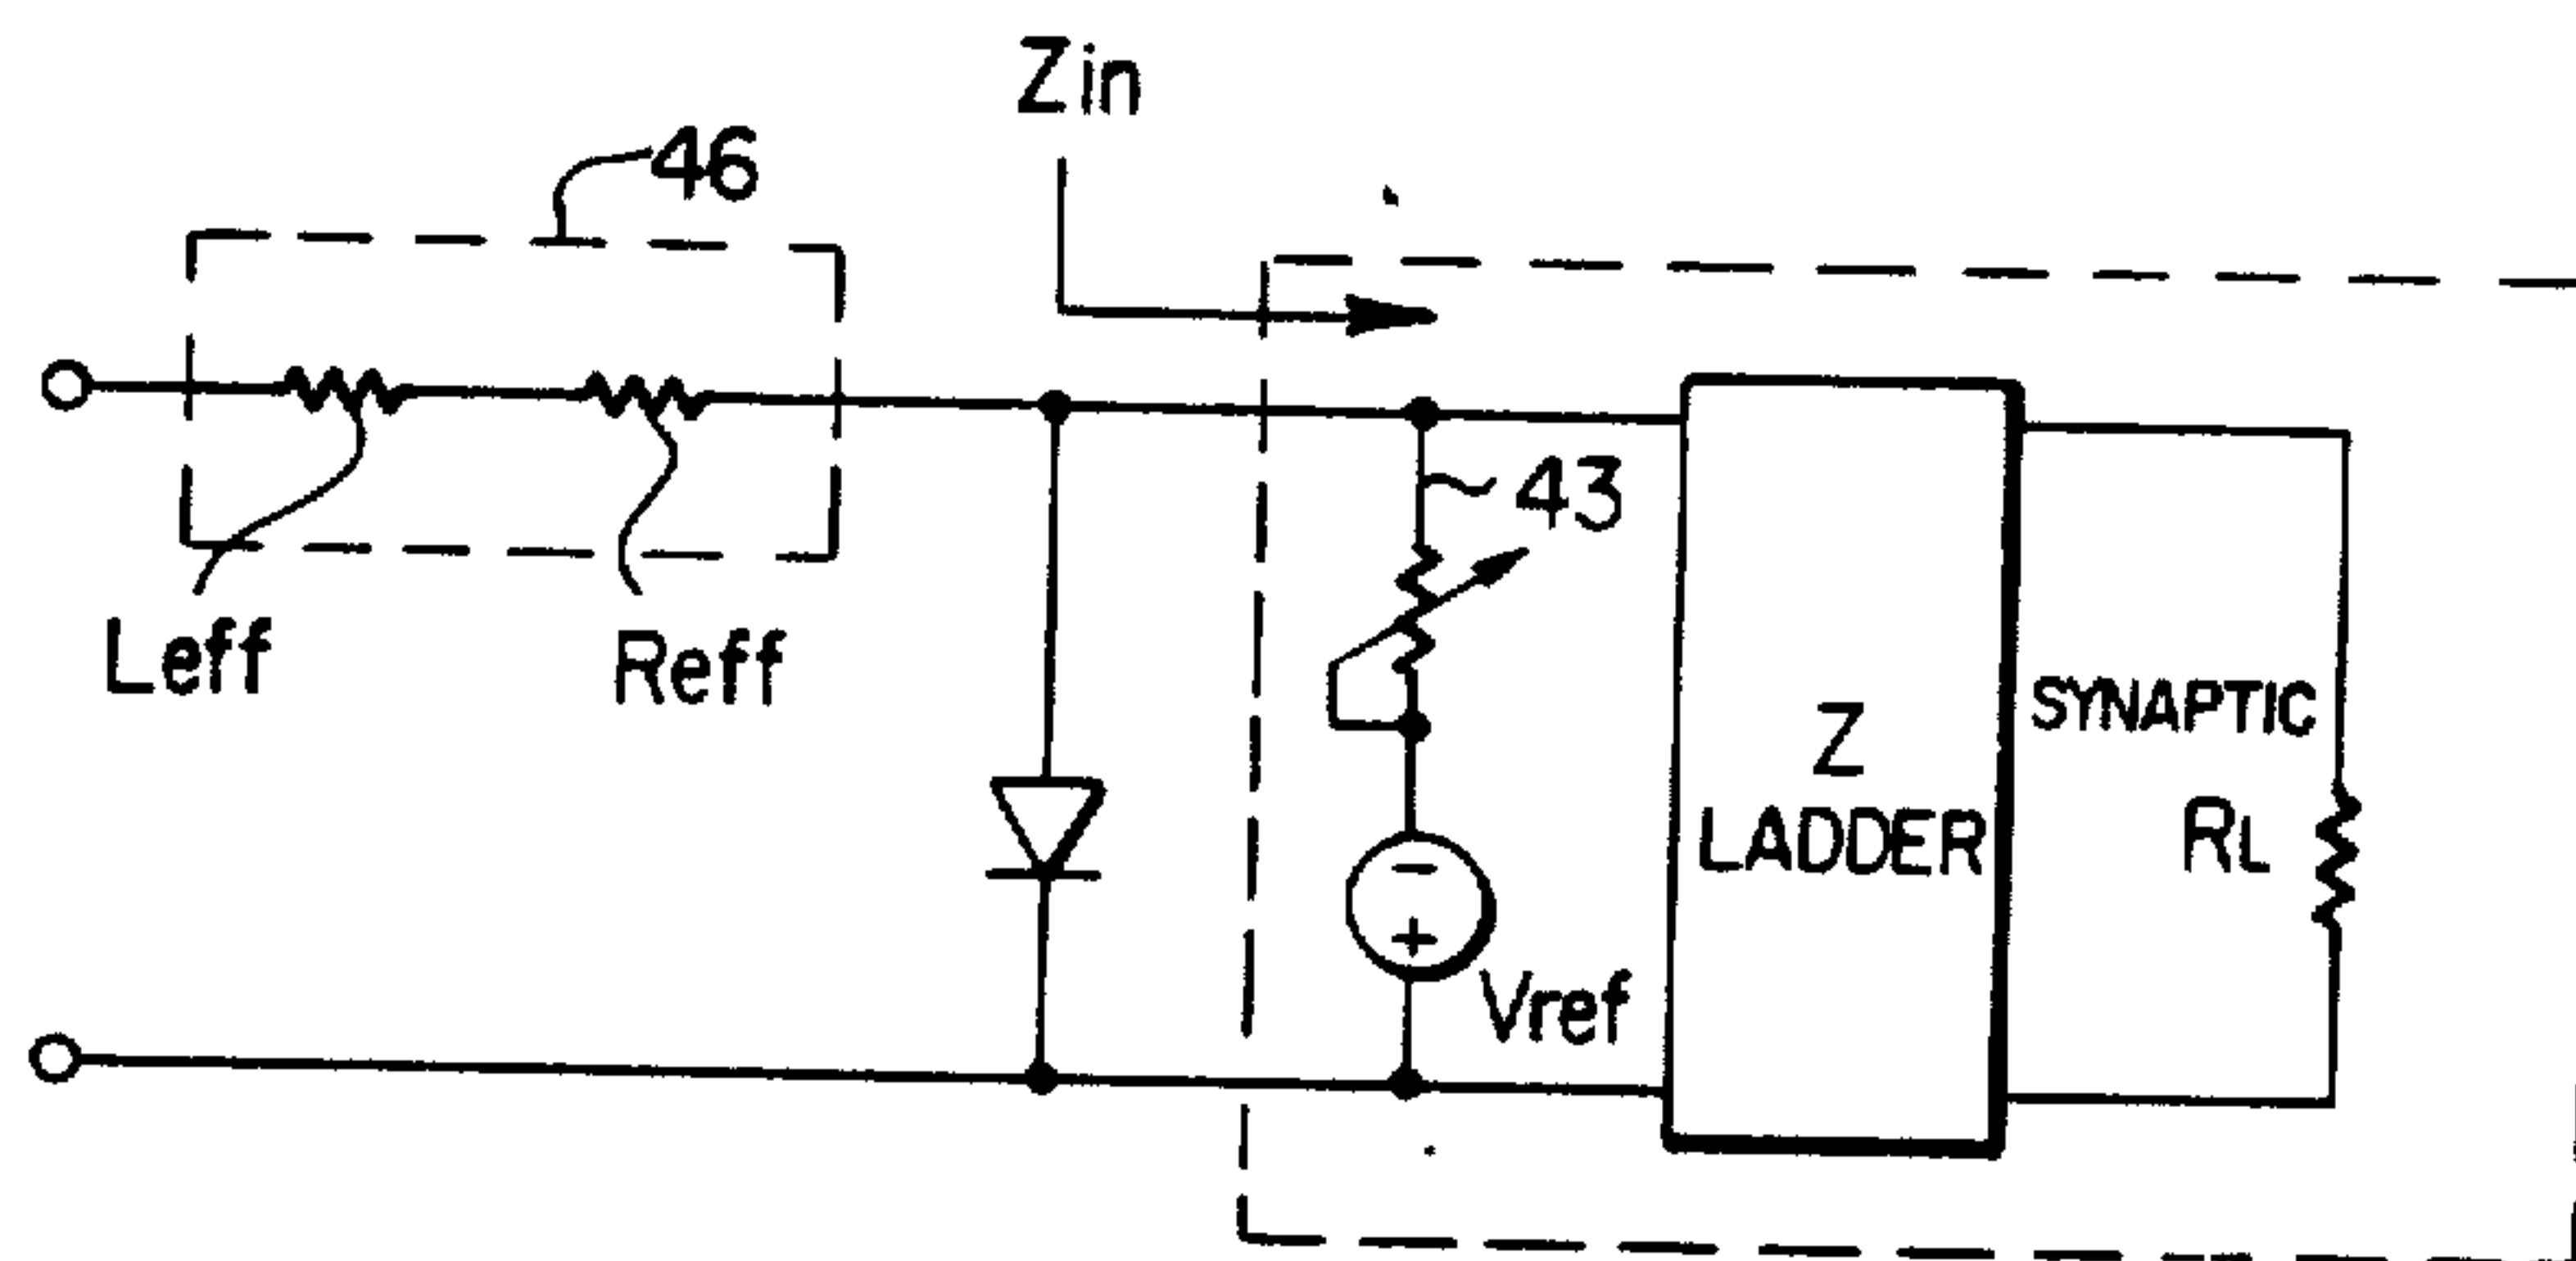 Zin
46
43
Leff
Reff
Z
LADDER
SYNAPTIC
RL
-
+
Vref